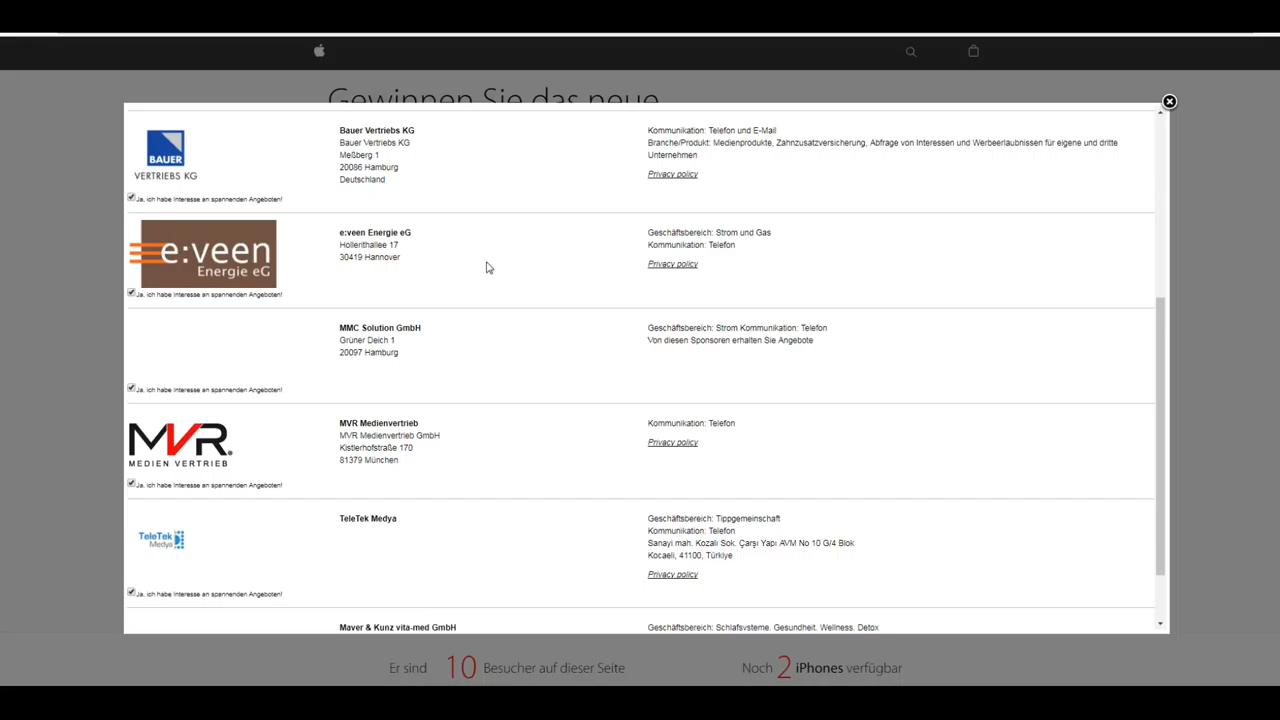 Gewinnen Sie das neue
BAUER
VERTRIEBS KG
Ja, ich habe Interesse an spannenden Angeboten!
Bauer Vertriebs KG
Bauer Vertriebs KG
Meßberg 1
20086 Hamburg
Deutschland
Kommunikation: Telefon und E-Mail
Branche/Produkt: Medienprodukte, Zahnzusatzversicherung, Abfrage von Interessen und Werbeerlaubnissen für eigene und dritte
Unternehmen
Privacy policy
e:veen
Energie eG
Ja, ich habe Interesse an spannenden Angeboten!
e:veen Energie eG
Hollerithallee 17
30419 Hannover
Geschäftsbereich: Strom und Gas
Kommunikation: Telefon
Privacy policy
Ja, ich habe Interesse an spannenden Angeboten!
MMC Solution GmbH
Grüner Deich 1
20097 Hamburg
Geschäftsbereich: Strom Kommunikation: Telefon
Von diesen Sponsoren erhalten Sie Angebote
MVR
MEDIEN VERTRIEB
Ja, ich habe Interesse an spannenden Angeboten!
MVR Medienvertrieb
MVR Medienvertrieb GmbH
Kistlerhofstraße 170
81379 München
Kommunikation: Telefon
Privacy policy
TeleTek
Medya
Ja, ich habe Interesse an spannenden Angeboten!
TeleTek Medya
Geschäftsbereich: Tippgemeinschaft
Kommunikation: Telefon
Sanayi mah. Kozalı Sok. Çarşı Yapı AVM No 10 G/4 Blok
Kocaeli, 41100, Türkiye
Privacy policy
Mayer & Kunz vita-med GmbH
Geschäftsbereich: Schlafsysteme, Gesundheit, Wellness, Detox
Er sind 10 Besucher auf dieser Seite
Noch 2 iPhones verfügbar